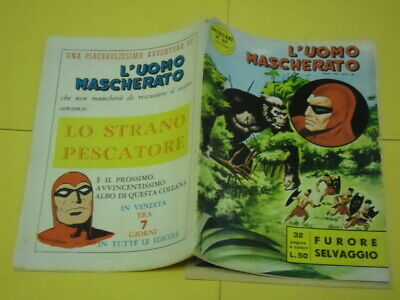 UNA PIACEVOLISSIMA AVVENTURA DE
L'UOMO
MASCHERATO
che non mancherà di riscuotere il vostro
consenso
LO STRANO
PESCATORE
È IL PROSSIMO,
AVVINCENTISSIMO
ALBO DI QUESTA COLLANA
IN VENDITA
TRA
7
GIORNI
IN TUTTE LE EDICOLE
L'UOMO
MASCHERATO
32
pagine
a colori
L.50
FURORE
SELVAGGIO